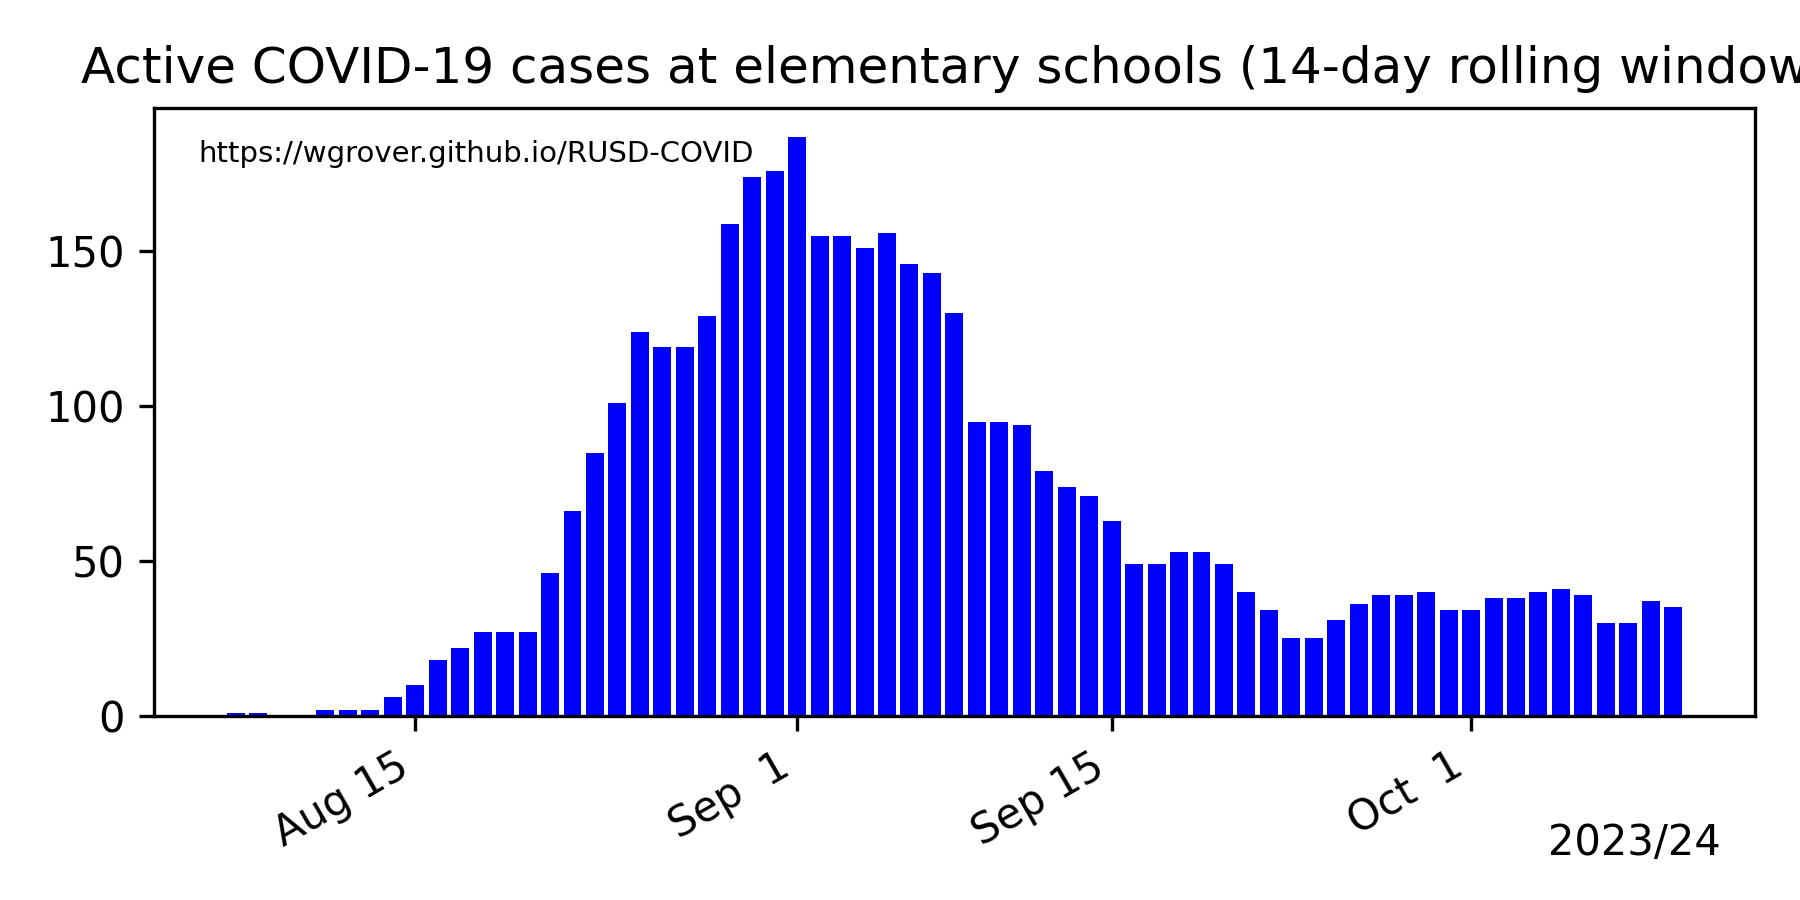 Active COVID-19 cases at elementary schools (14-day rolling window
https://wgrover.github.io/RUSD-COVID
150
100
50
0
Aug 15
Sep  1
Sep 15
Oct  1
2023/24